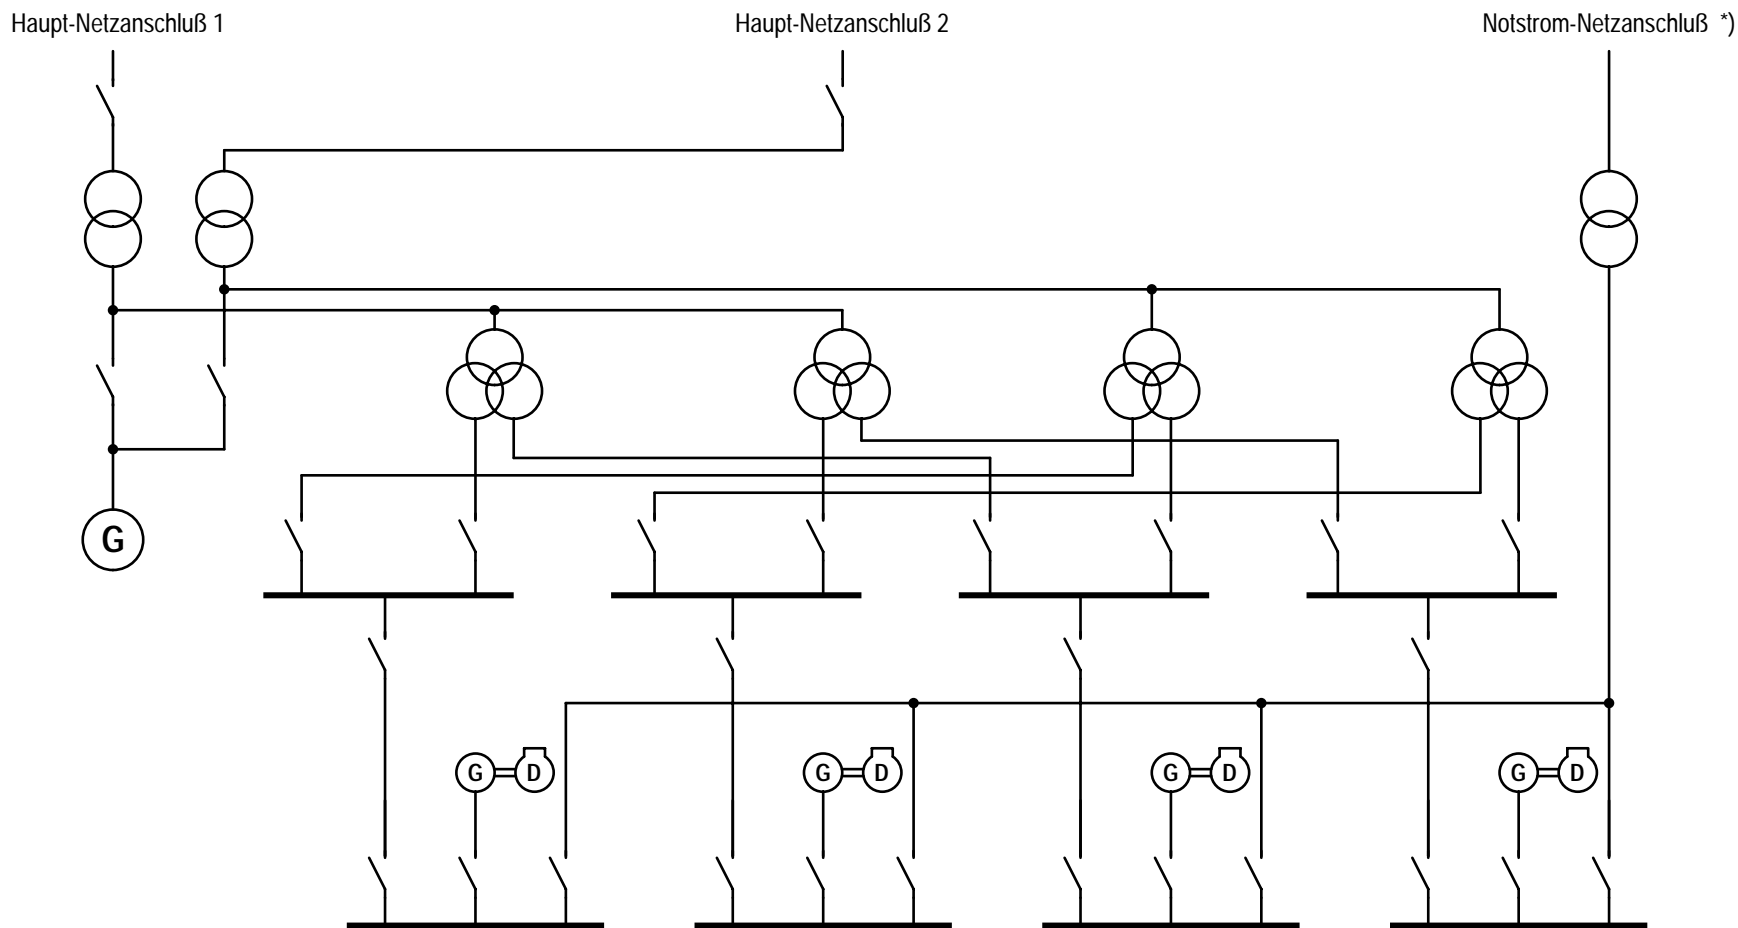 Haupt-Netzanschluß 1
Haupt-Netzanschluß 2
Notstrom-Netzanschluß *)
G
G D
G D
G D
G D